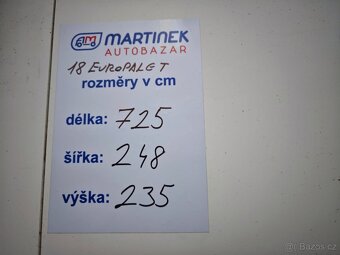 MARTINEK
AUTOBAZAR
18 EUROPALET
rozměry v cm
délka: 725
šířka: 248
výška: 235
Bazos.cz